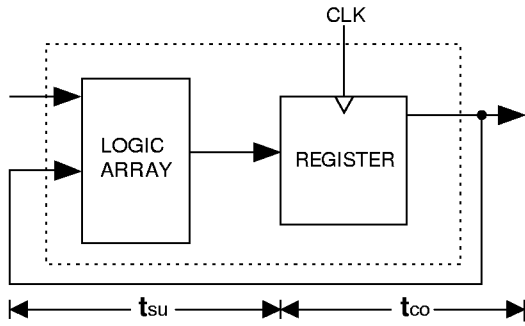 CLK
LOGIC
ARRAY
REGISTER
tsu
tco